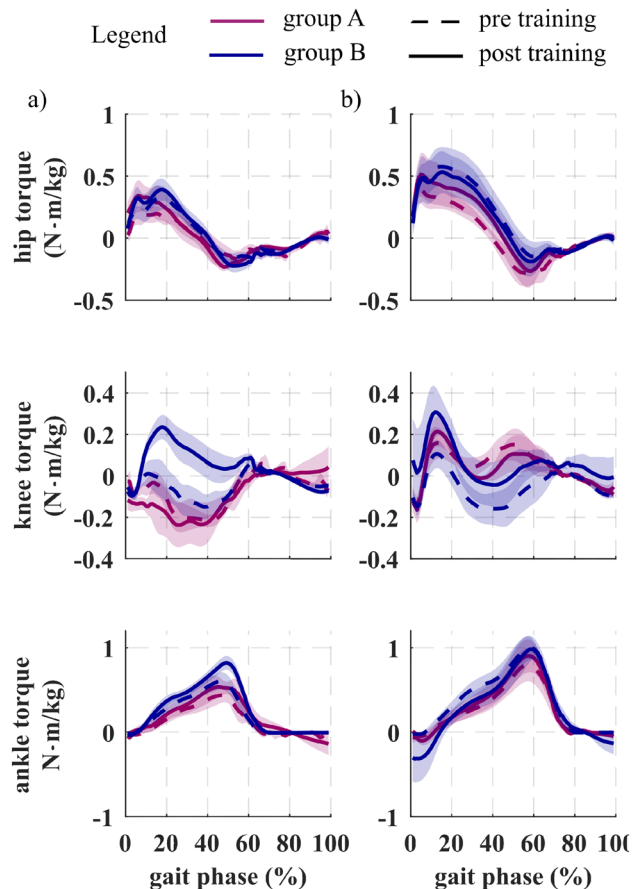 Legend
group A
pre training
group B
post training
a)
b)
hip torque
(N·m/kg)
1
0.5
0
-0.5
1
0.5
0
-0.5
knee torque
(N·m/kg)
0.4
0.2
0
-0.2
-0.4
0.4
0.2
0
-0.2
-0.4
ankle torque
N·m/kg)
1
0
-1
1
0
-1
0 20 40 60 80 100
0 20 40 60 80 100
gait phase (%)
gait phase (%)